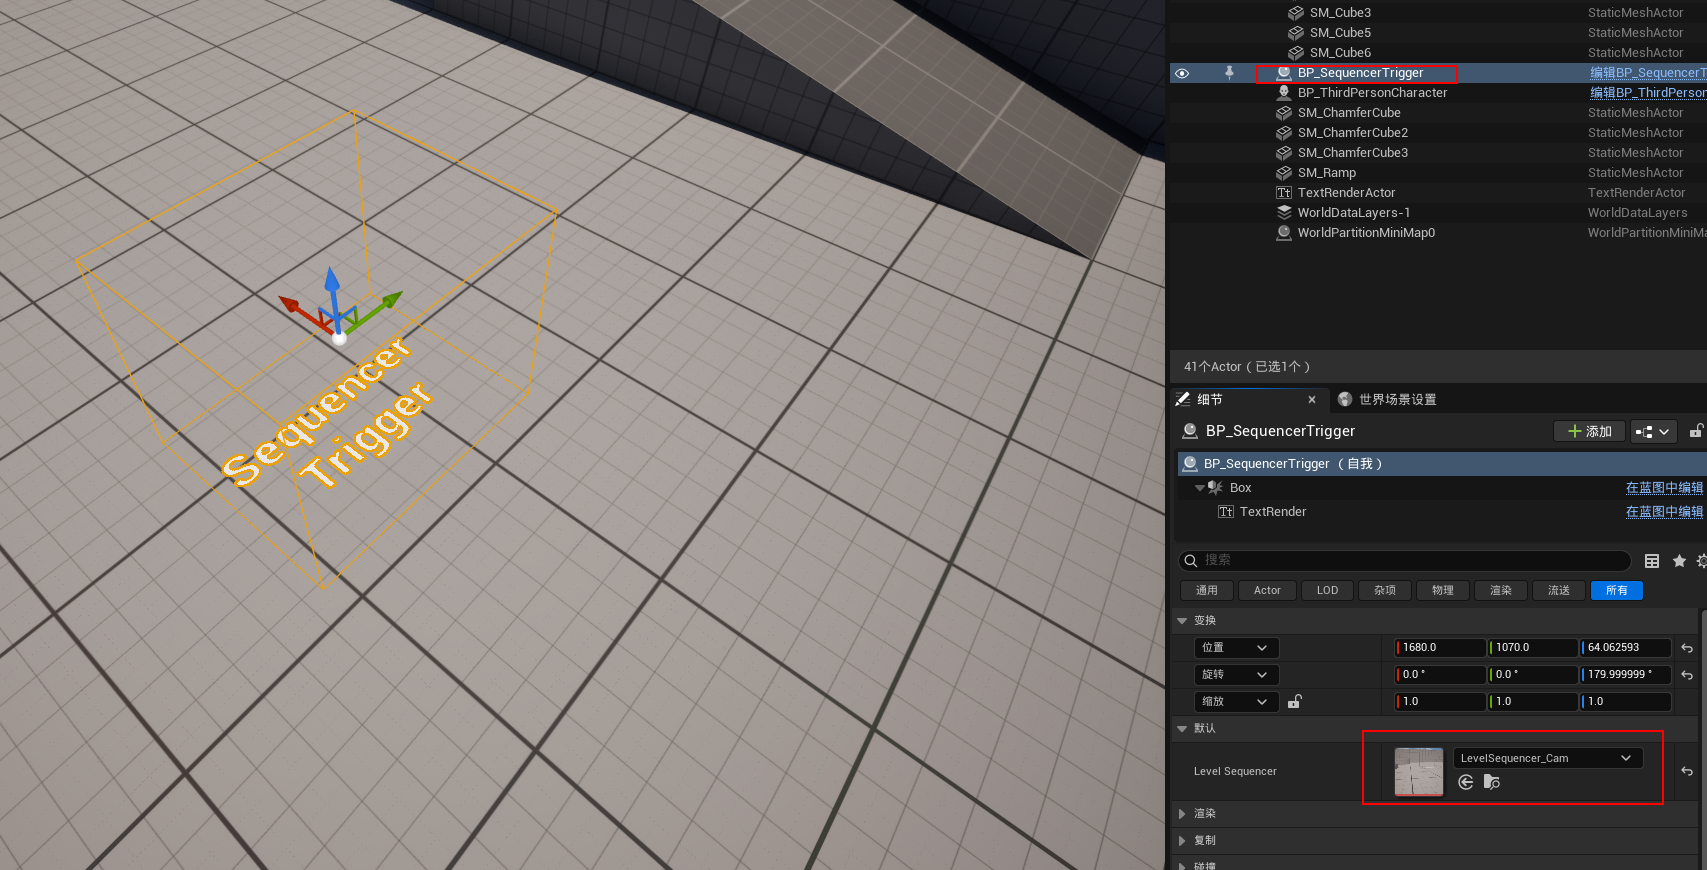 SM_Cube3 StaticMeshActor
SM_Cube5 StaticMeshActor
SM_Cube6 StaticMeshActor
BP_SequencerTrigger 编辑BP_SequencerT
BP_ThirdPersonCharacter 编辑BP_ThirdPerson
SM_ChamferCube StaticMeshActor
SM_ChamferCube2 StaticMeshActor
SM_ChamferCube3 StaticMeshActor
SM_Ramp StaticMeshActor
TextRenderActor TextRenderActor
WorldDataLayers-1 WorldDataLayers
WorldPartitionMiniMap0 WorldPartitionMiniMa
41个Actor（已选1个）
Sequencer
Trigger
细节 世界场景设置
BP_SequencerTrigger 添加
BP_SequencerTrigger （自我）
Box 在蓝图中编辑
TextRender 在蓝图中编辑
搜索
通用 Actor LOD 杂项 物理 渲染 流送 所有
变换
位置 1680.0 1070.0 64.062593
旋转 0.0 ° 0.0 ° 179.999999 °
缩放 1.0 1.0 1.0
默认
Level Sequencer LevelSequencer_Cam
渲染
复制
碰撞